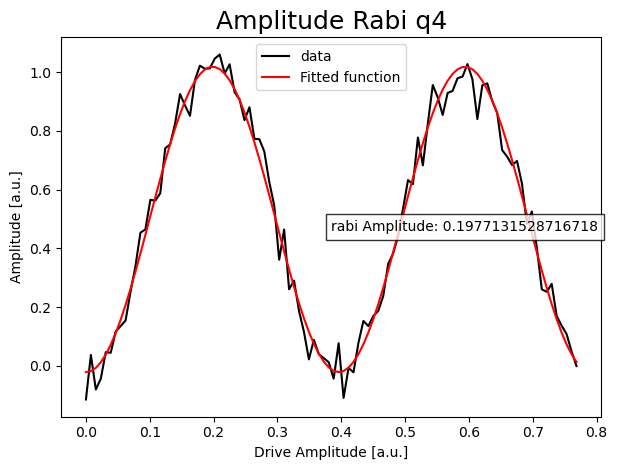 Amplitude Rabi q4
data
Fitted function
rabi Amplitude: 0.1977131528716718
Amplitude [a.u.]
1.0
0.8
0.6
0.4
0.2
0.0
0.0 0.1 0.2 0.3 0.4 0.5 0.6 0.7 0.8
Drive Amplitude [a.u.]